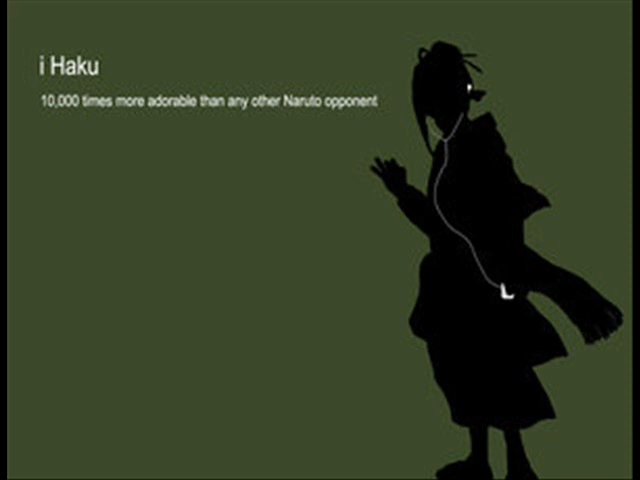 i Haku
10,000 times more adorable than any other Naruto opponent